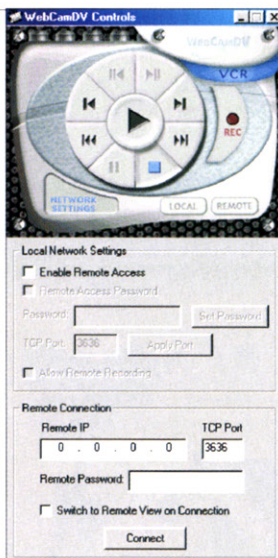 WebCamDV Controls
WebCamDV
VCR
REC
NETWORK
SETTINGS
LOCAL
REMOTE
Local Network Settings
Enable Remote Access
Remote Access Password
Password:
Set Password
TCP Port:
3636
Apply Port
Allow Remote Recording
Remote Connection
Remote IP
TCP Port
0 . 0 . 0 . 0
3636
Remote Password:
Switch to Remote View on Connection
Connect